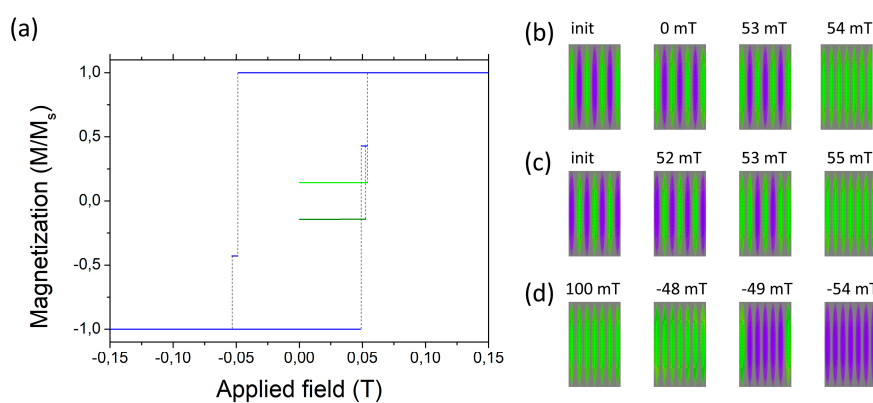 (a)
1,0
0,5
0,0
-0,5
-1,0
Magnetization (M/Ms)
-0,15 -0,10 -0,05 0,00 0,05 0,10 0,15
Applied field (T)
(b)
init 0 mT 53 mT 54 mT
(c)
init 52 mT 53 mT 55 mT
(d)
100 mT -48 mT -49 mT -54 mT